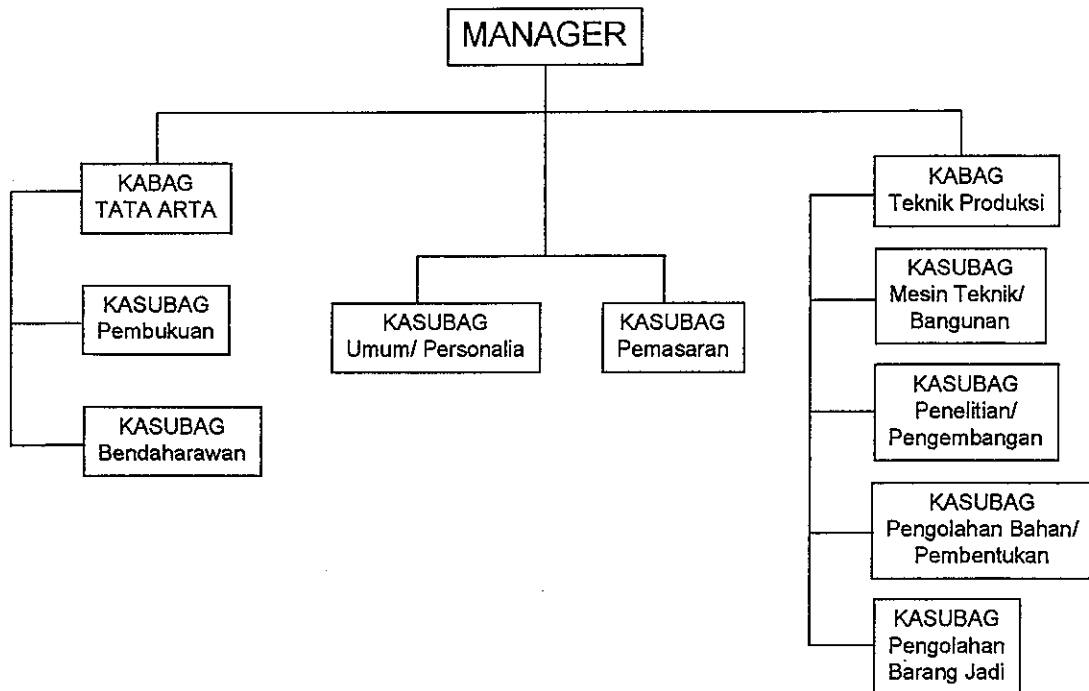 MANAGER
KABAG
TATA ARTA
KASUBAG
Pembukuan
KASUBAG
Bendaharawan
KASUBAG
Umum/ Personalia
KASUBAG
Pemasaran
KABAG
Teknik Produksi
KASUBAG
Mesin Teknik/
Bangunan
KASUBAG
Penelitian/
Pengembangan
KASUBAG
Pengolahan Bahan/
Pembentukan
KASUBAG
Pengolahan
Barang Jadi